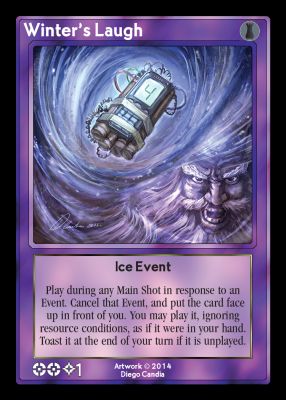 Winter's Laugh
Ice Event
Play during any Main Shot in response to an
Event. Cancel that Event, and put the card face
up in front of you. You may play it, ignoring
resource conditions, as if it were in your hand.
Toast it at the end of your turn if it is unplayed.
1
Artwork © 2014
Diego Candia